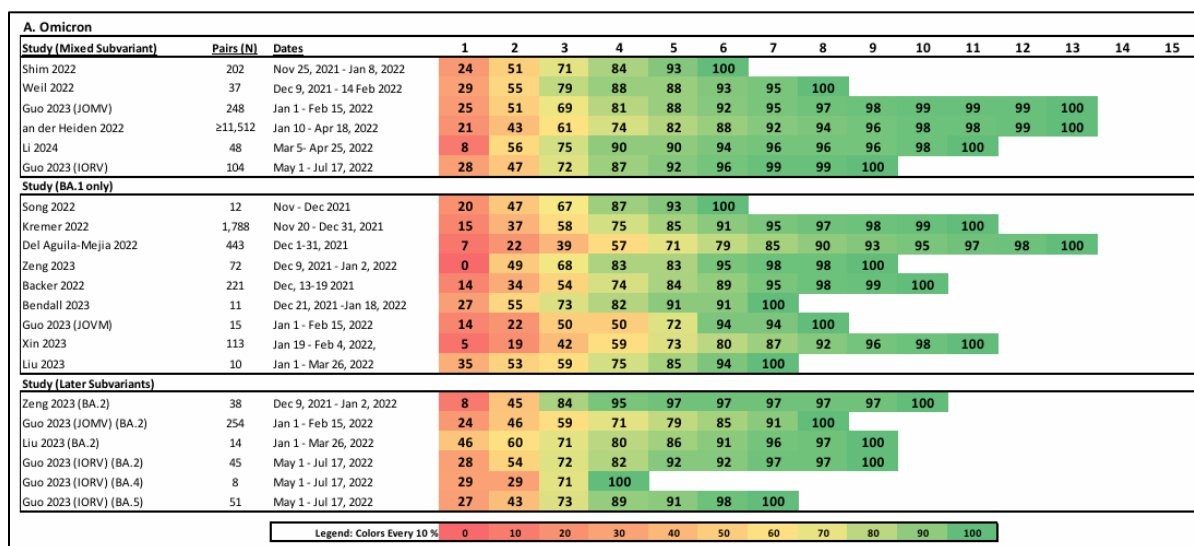 A. Omicron
Study (Mixed Subvariant) Pairs (N) Dates 1 2 3 4 5 6 7 8 9 10 11 12 13 14 15
Shim 2022 202 Nov 25, 2021 - Jan 8, 2022 24 51 71 84 93 100
Weil 2022 37 Dec 9, 2021 - 14 Feb 2022 29 55 79 88 88 93 95 100
Guo 2023 (JOMV) 248 Jan 1 - Feb 15, 2022 25 51 69 81 88 92 95 97 98 99 99 99 100
an der Heiden 2022 ≥11,512 Jan 10 - Apr 18, 2022 21 43 61 74 82 88 92 94 96 98 98 99 100
Li 2024 48 Mar 5- Apr 25, 2022 8 56 75 90 90 94 96 96 96 98 100
Guo 2023 (IORV) 104 May 1 - Jul 17, 2022 28 47 72 87 92 96 99 99 100
Study (BA.1 only)
Song 2022 12 Nov - Dec 2021 20 47 67 87 93 100
Kremer 2022 1,788 Nov 20 - Dec 31, 2021 15 37 58 75 85 91 95 97 98 99 100
Del Aguila-Mejia 2022 443 Dec 1-31, 2021 7 22 39 57 71 79 85 90 93 95 97 98 100
Zeng 2023 72 Dec 9, 2021 - Jan 2, 2022 0 49 68 83 83 95 98 98 100
Backer 2022 221 Dec, 13-19 2021 14 34 54 74 84 89 95 98 99 100
Bendall 2023 11 Dec 21, 2021 -Jan 18, 2022 27 55 73 82 91 91 100
Guo 2023 (JOVM) 15 Jan 1 - Feb 15, 2022 14 22 50 50 72 94 94 100
Xin 2023 113 Jan 19 - Feb 4, 2022, 5 19 42 59 73 80 87 92 96 98 100
Liu 2023 10 Jan 1 - Mar 26, 2022 35 53 59 75 85 94 100
Study (Later Subvariants)
Zeng 2023 (BA.2) 38 Dec 9, 2021 - Jan 2, 2022 8 45 84 95 97 97 97 97 97 100
Guo 2023 (JOMV) (BA.2) 254 Jan 1 - Feb 15, 2022 24 46 59 71 79 85 91 100
Liu 2023 (BA.2) 14 Jan 1 - Mar 26, 2022 46 60 71 80 86 91 96 97 100
Guo 2023 (IORV) (BA.2) 45 May 1 - Jul 17, 2022 28 54 72 82 92 92 97 97 100
Guo 2023 (IORV) (BA.4) 8 May 1 - Jul 17, 2022 29 29 71 100
Guo 2023 (IORV) (BA.5) 51 May 1 - Jul 17, 2022 27 43 73 89 91 98 100
Legend: Colors Every 10 % 0 10 20 30 40 50 60 70 80 90 100